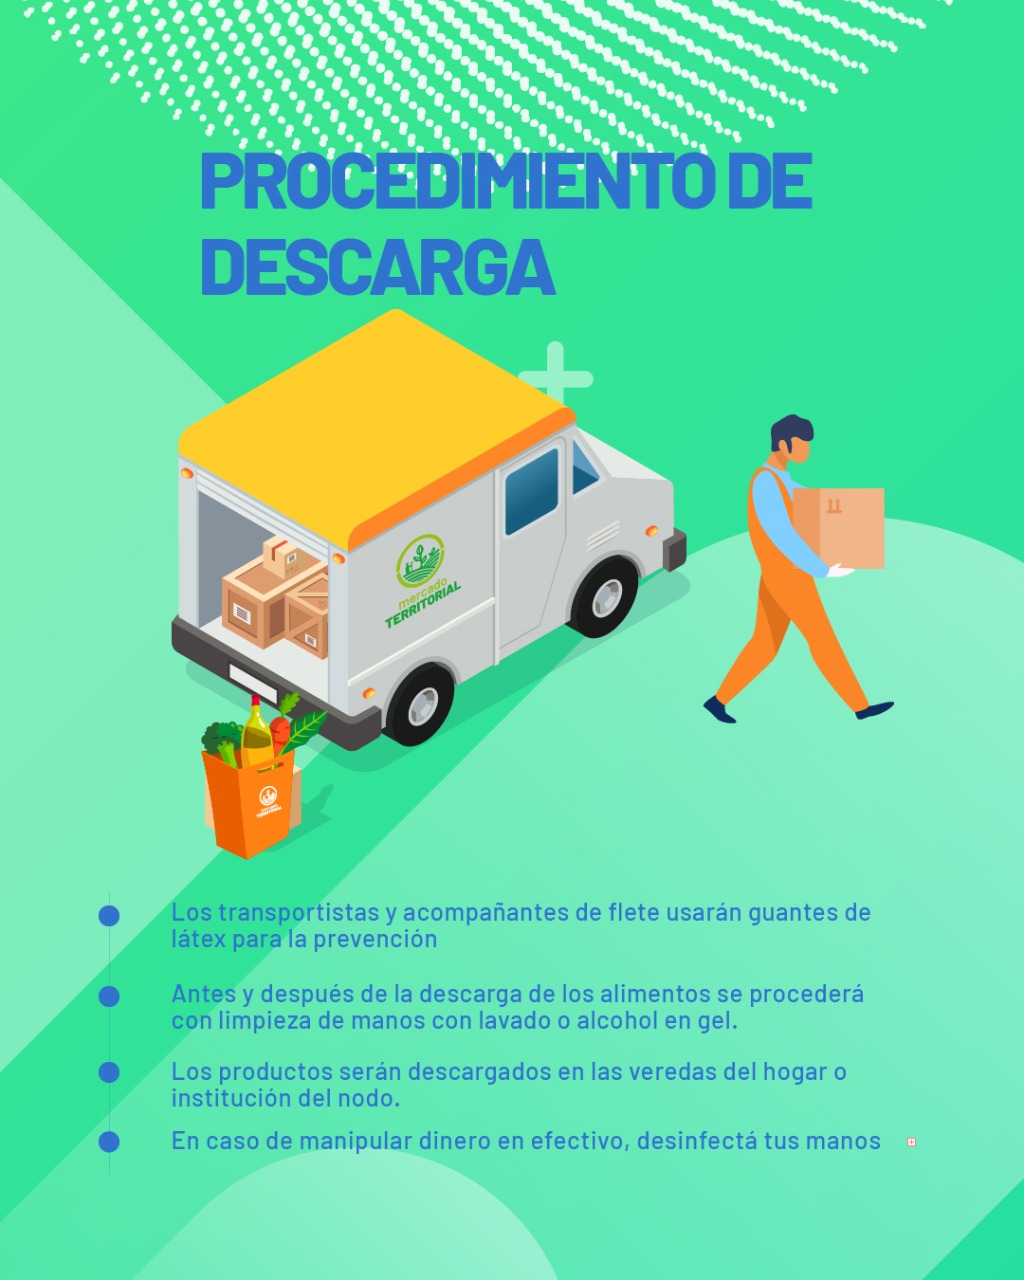 PROCEDIMIENTO DE
DESCARGA
mercado
TERRITORIAL
TERRITORIAL
Los transportistas y acompañantes de flete usarán guantes de
látex para la prevención
Antes y después de la descarga de los alimentos se procederá
con limpieza de manos con lavado o alcohol en gel.
Los productos serán descargados en las veredas del hogar o
institución del nodo.
En caso de manipular dinero en efectivo, desinfectá tus manos